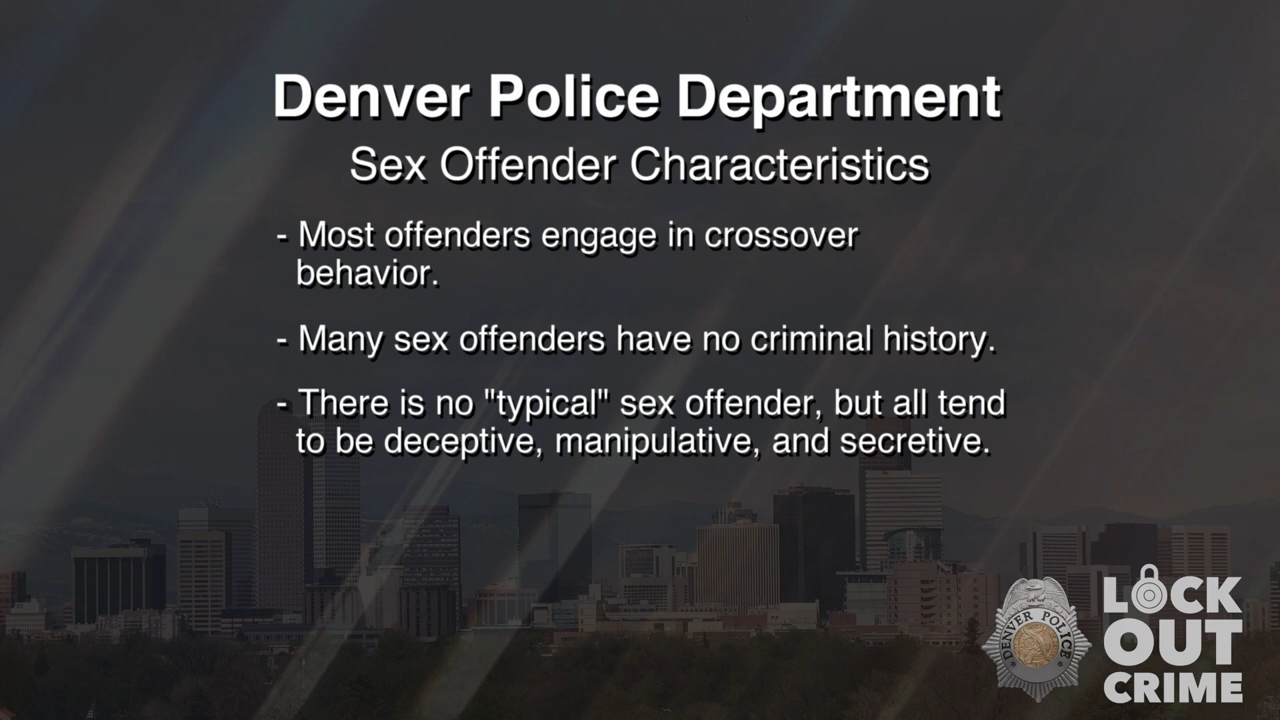 Denver Police Department
Sex Offender Characteristics
- Most offenders engage in crossover
behavior.
- Many sex offenders have no criminal history.
- There is no "typical" sex offender, but all tend
to be deceptive, manipulative, and secretive.
DENVER POLICE
LOCK
OUT
CRIME